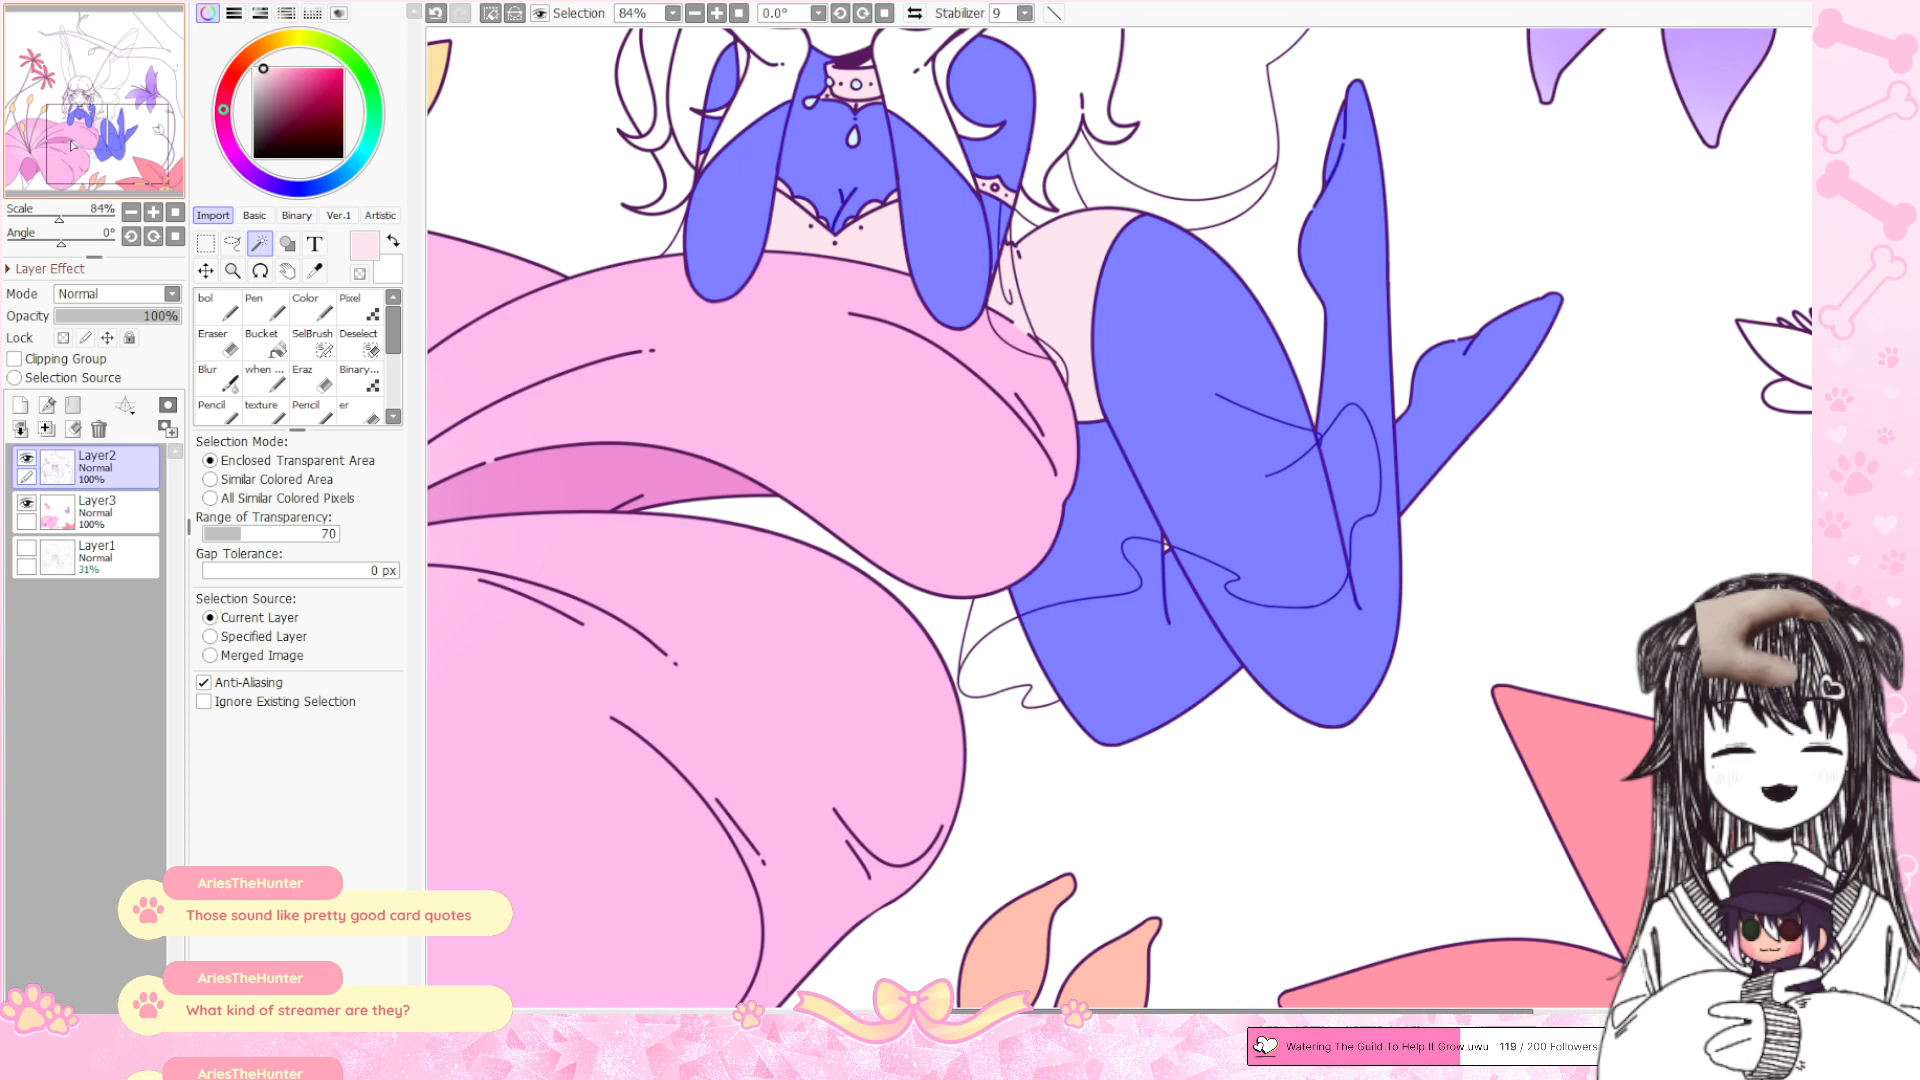 Selection
84%
0.0°
Stabilizer 9
Scale 84%
Angle 0°
Layer Effect
Mode Normal
Opacity 100%
Lock
Clipping Group
Selection Source
Layer2
Normal
100%
Layer3
Normal
100%
Layer1
Normal
31%
Import Basic Binary Ver.1 Artistic
T
bol Pen Color Pixel
Eraser Bucket SelBrush Deselect
Blur when ... Eraz Binary...
Pencil texture Pencil er
Selection Mode:
Enclosed Transparent Area
Similar Colored Area
All Similar Colored Pixels
Range of Transparency:
70
Gap Tolerance:
0 px
Selection Source:
Current Layer
Specified Layer
Merged Image
Anti-Aliasing
Ignore Existing Selection
AriesTheHunter
Those sound like pretty good card quotes
AriesTheHunter
What kind of streamer are they?
AriesTheHunter
Watering The Guild To Help It Grow uwu 119 / 200 Followers